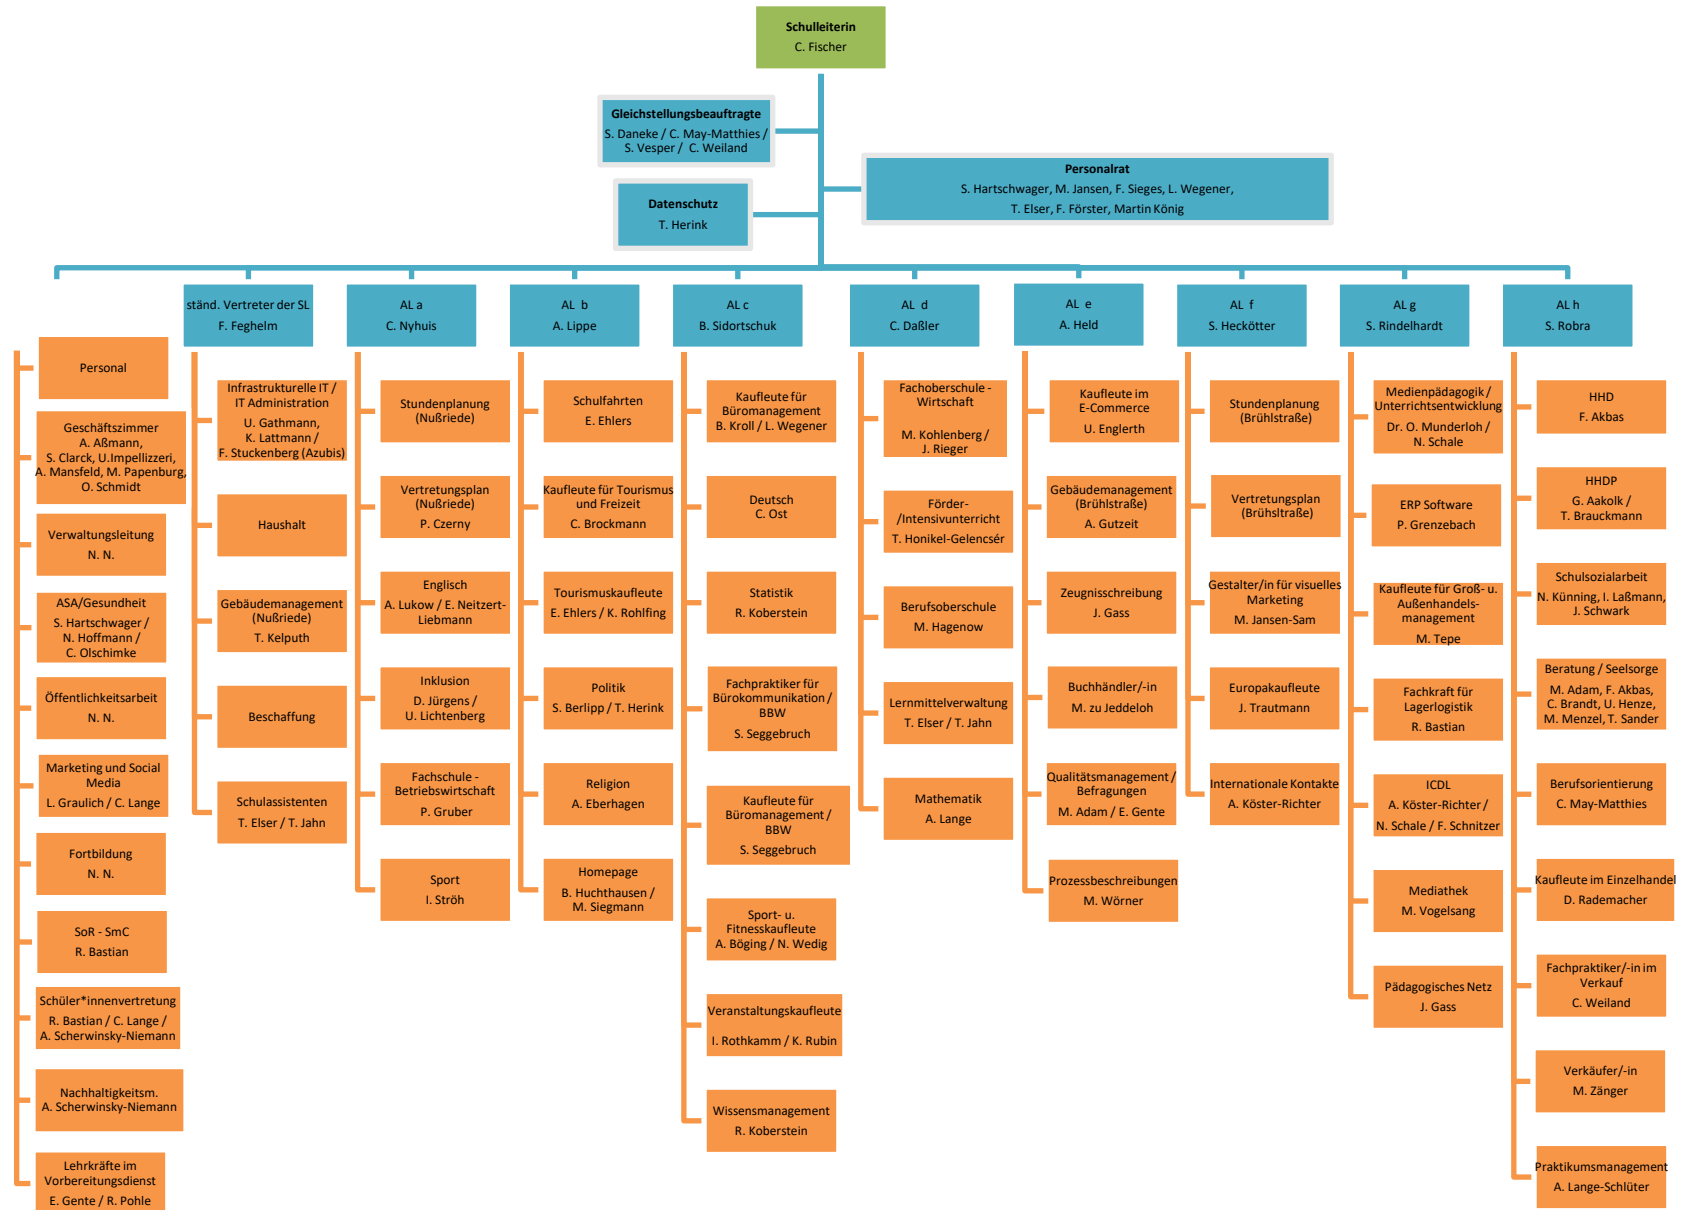 Schulleiterin
C. Fischer
Gleichstellungsbeauftragte
S. Daneke / C. May-Matthies /
S. Vesper / C. Weiland
Personalrat
S. Hartschwager, M. Jansen, F. Sieges, L. Wegener,
T. Elser, F. Förster, Martin König
Datenschutz
T. Herink
Personal
Geschäftszimmer
A. Aßmann,
S. Clarck, U.Impellizzeri,
A. Mansfeld, M. Papenburg,
O. Schmidt
Verwaltungsleitung
N. N.
ASA/Gesundheit
S. Hartschwager /
N. Hoffmann /
C. Olschimke
Öffentlichkeitsarbeit
N. N.
Marketing und Social
Media
L. Graulich / C. Lange
Fortbildung
N. N.
SoR - SmC
R. Bastian
Schüler*innenvertretung
R. Bastian / C. Lange /
A. Scherwinsky-Niemann
Nachhaltigkeitsm.
A. Scherwinsky-Niemann
Lehrkräfte im
Vorbereitungsdienst
E. Gente / R. Pohle
ständ. Vertreter der SL
F. Feghelm
Infrastrukturelle IT /
IT Administration
U. Gathmann,
K. Lattmann /
F. Stuckenberg (Azubis)
Haushalt
Gebäudemanagement
(Nußriede)
T. Kelputh
Beschaffung
Schulassistenten
T. Elser / T. Jahn
AL a
C. Nyhuis
Stundenplanung
(Nußriede)
Vertretungsplan
(Nußriede)
P. Czerny
Englisch
A. Lukow / E. Neitzert-
Liebmann
Inklusion
D. Jürgens /
U. Lichtenberg
Fachschule -
Betriebswirtschaft
P. Gruber
Sport
I. Ströh
AL b
A. Lippe
Schulfahrten
E. Ehlers
Kaufleute für Tourismus
und Freizeit
C. Brockmann
Tourismuskaufleute
E. Ehlers / K. Rohlfing
Politik
S. Berlipp / T. Herink
Religion
A. Eberhagen
Homepage
B. Huchthausen /
M. Siegmann
AL c
B. Sidortschuk
Kaufleute für
Büromanagement
B. Kroll / L. Wegener
Deutsch
C. Ost
Statistik
R. Koberstein
Fachpraktiker für
Bürokommunikation /
BBW
S. Seggebruch
Kaufleute für
Büromanagement /
BBW
S. Seggebruch
Sport- u.
Fitnesskaufleute
A. Böging / N. Wedig
Veranstaltungskaufleute
I. Rothkamm / K. Rubin
Wissensmanagement
R. Koberstein
AL d
C. Daßler
Fachoberschule -
Wirtschaft
M. Kohlenberg /
J. Rieger
Förder-
/Intensivunterricht
T. Honikel-Gelencsér
Berufsoberschule
M. Hagenow
Lernmittelverwaltung
T. Elser / T. Jahn
Mathematik
A. Lange
AL e
A. Held
Kaufleute im
E-Commerce
U. Englerth
Gebäudemanagement
(Brühlstraße)
A. Gutzeit
Zeugnisschreibung
J. Gass
Buchhändler/-in
M. zu Jeddeloh
Qualitätsmanagement /
Befragungen
M. Adam / E. Gente
Prozessbeschreibungen
M. Wörner
AL f
S. Heckötter
Stundenplanung
(Brühlstraße)
Vertretungsplan
(Brühsltraße)
Gestalter/in für visuelles
Marketing
M. Jansen-Sam
Europakaufleute
J. Trautmann
Internationale Kontakte
A. Köster-Richter
AL g
S. Rindelhardt
Medienpädagogik /
Unterrichtsentwicklung
Dr. O. Munderloh /
N. Schale
ERP Software
P. Grenzebach
Kaufleute für Groß- u.
Außenhandels-
management
M. Tepe
Fachkraft für
Lagerlogistik
R. Bastian
ICDL
A. Köster-Richter /
N. Schale / F. Schnitzer
Mediathek
M. Vogelsang
Pädagogisches Netz
J. Gass
AL h
S. Robra
HHD
F. Akbas
HHDP
G. Aakolk /
T. Brauckmann
Schulsozialarbeit
N. Künning, I. Laßmann,
J. Schwark
Beratung / Seelsorge
M. Adam, F. Akbas,
C. Brandt, U. Henze,
M. Menzel, T. Sander
Berufsorientierung
C. May-Matthies
Kaufleute im Einzelhandel
D. Rademacher
Fachpraktiker/-in im
Verkauf
C. Weiland
Verkäufer/-in
M. Zänger
Praktikumsmanagement
A. Lange-Schlüter